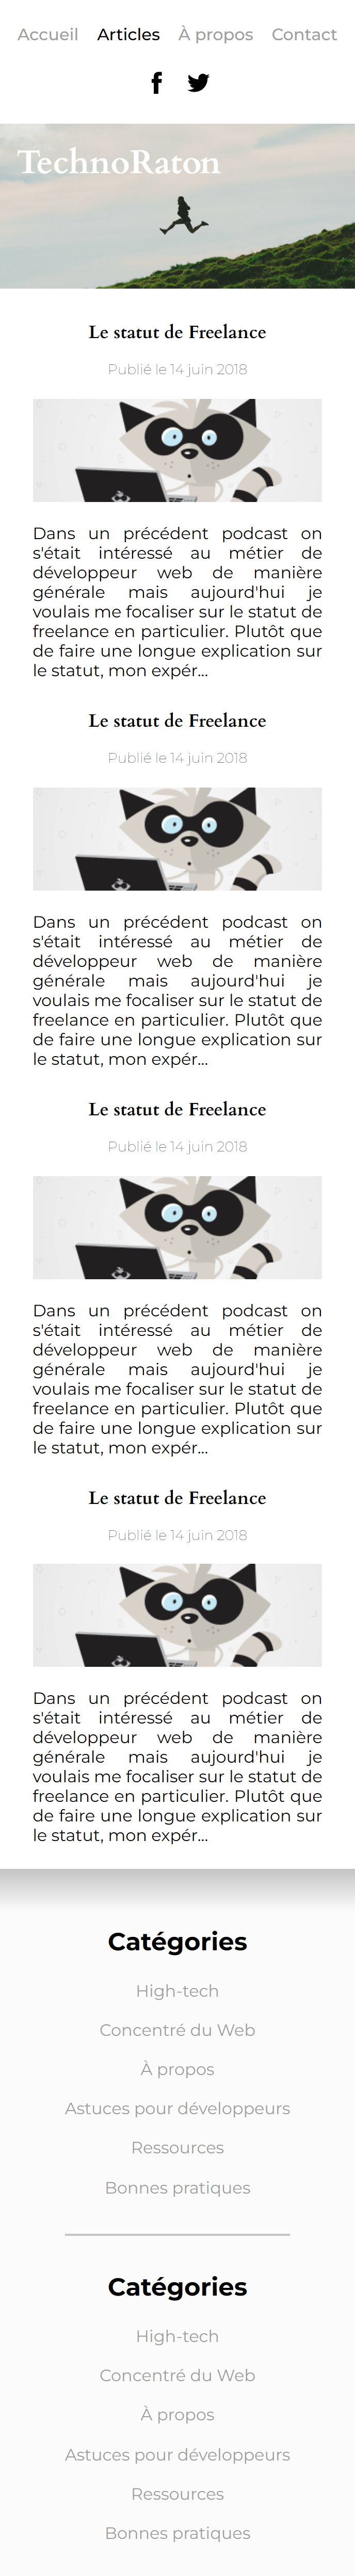 Accueil Articles À propos Contact
TechnoRaton
Le statut de Freelance
Publié le 14 juin 2018
Dans un précédent podcast on
s'était intéressé au métier de
développeur web de manière
générale mais aujourd'hui je
voulais me focaliser sur le statut de
freelance en particulier. Plutôt que
de faire une longue explication sur
le statut, mon expér...
Le statut de Freelance
Publié le 14 juin 2018
Dans un précédent podcast on
s'était intéressé au métier de
développeur web de manière
générale mais aujourd'hui je
voulais me focaliser sur le statut de
freelance en particulier. Plutôt que
de faire une longue explication sur
le statut, mon expér...
Le statut de Freelance
Publié le 14 juin 2018
Dans un précédent podcast on
s'était intéressé au métier de
développeur web de manière
générale mais aujourd'hui je
voulais me focaliser sur le statut de
freelance en particulier. Plutôt que
de faire une longue explication sur
le statut, mon expér...
Le statut de Freelance
Publié le 14 juin 2018
Dans un précédent podcast on
s'était intéressé au métier de
développeur web de manière
générale mais aujourd'hui je
voulais me focaliser sur le statut de
freelance en particulier. Plutôt que
de faire une longue explication sur
le statut, mon expér...
Catégories
High-tech
Concentré du Web
À propos
Astuces pour développeurs
Ressources
Bonnes pratiques
Catégories
High-tech
Concentré du Web
À propos
Astuces pour développeurs
Ressources
Bonnes pratiques